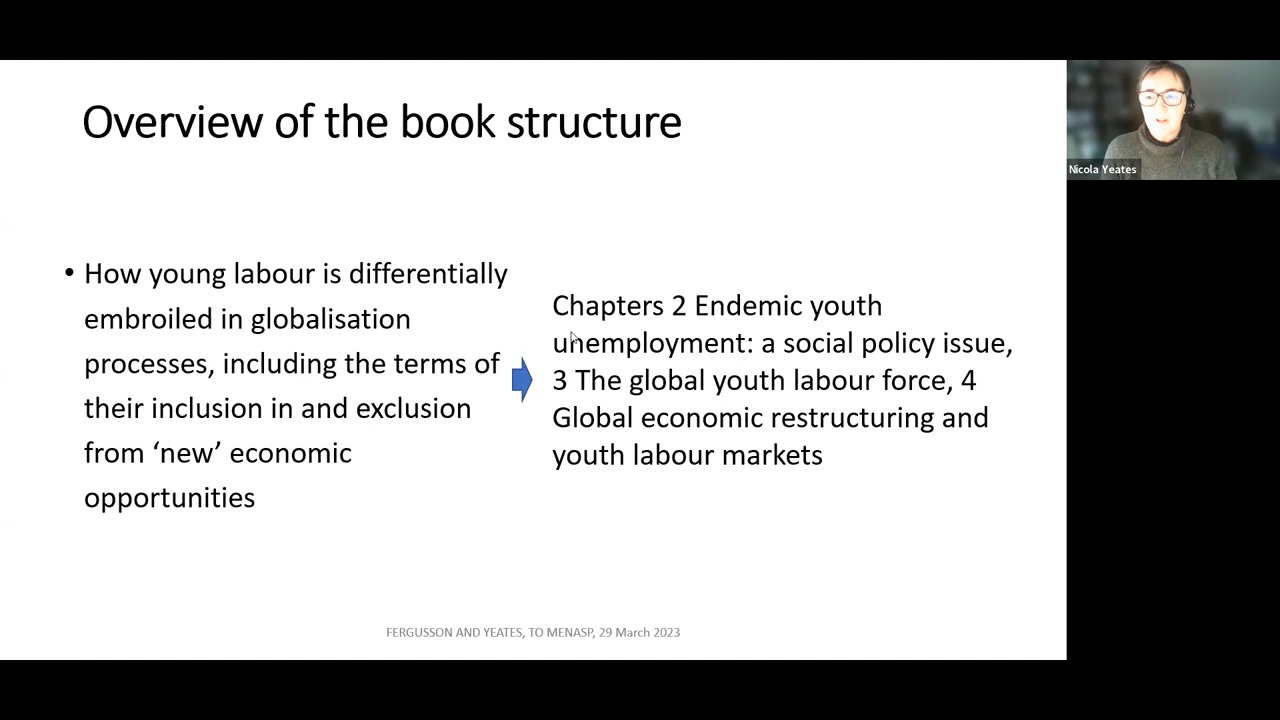 Overview of the book structure
• How young labour is differentially
embroiled in globalisation
processes, including the terms of
their inclusion in and exclusion
from ‘new’ economic
opportunities
Chapters 2 Endemic youth
unemployment: a social policy issue,
3 The global youth labour force, 4
Global economic restructuring and
youth labour markets
FERGUSSON AND YEATES, TO MENASP, 29 March 2023
Nicola Yeates